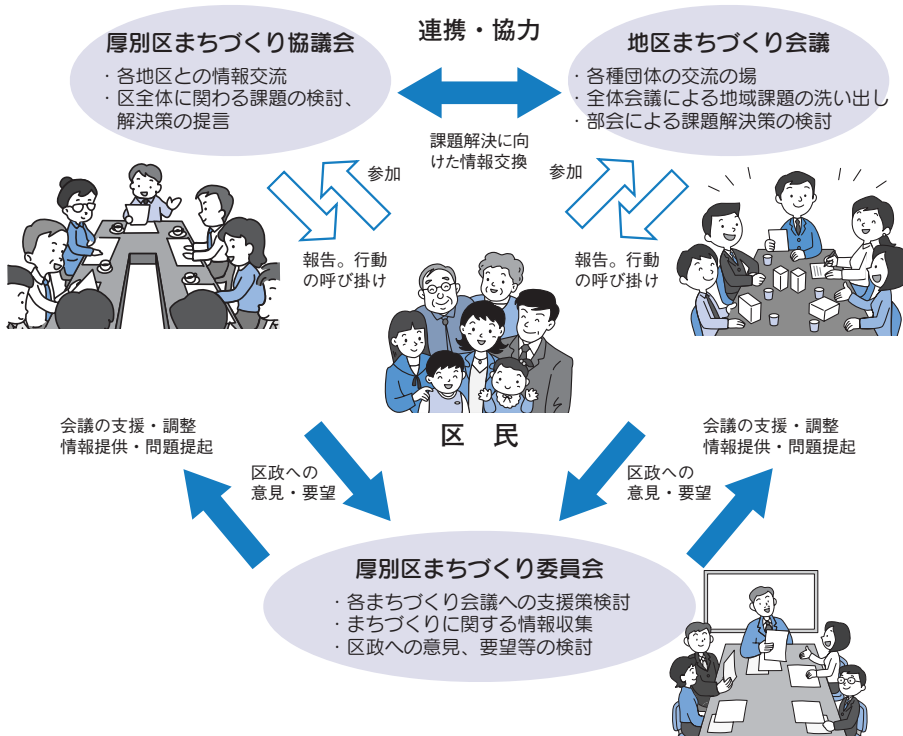 厚別区まちづくり協議会
・各地区との情報交流
・区全体に関わる課題の検討、
解決策の提言
連携・協力
課題解決に向
けた情報交換
地区まちづくり会議
・各種団体の交流の場
・全体会議による地域課題の洗い出し
・部会による課題解決策の検討
参加
報告。行動
の呼び掛け
参加
報告。行動
の呼び掛け
区 民
会議の支援・調整
情報提供・問題提起
区政への
意見・要望
区政への
意見・要望
会議の支援・調整
情報提供・問題提起
厚別区まちづくり委員会
・各まちづくり会議への支援策検討
・まちづくりに関する情報収集
・区政への意見、要望等の検討